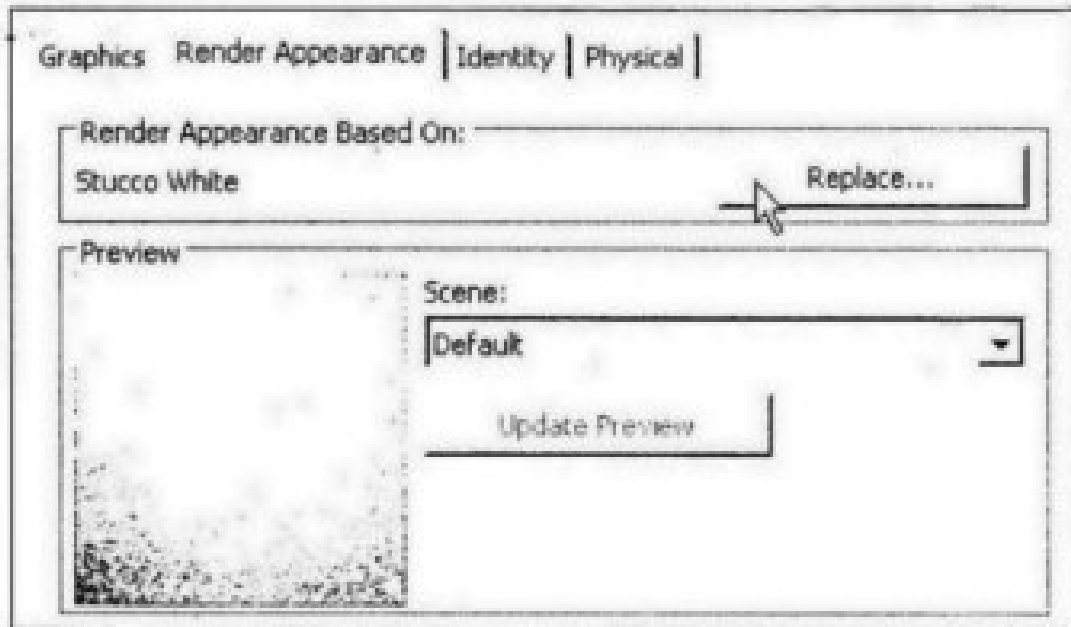 Graphics Render Appearance Identity Physical
Render Appearance Based On:
Stucco White Replace...
Preview
Scene:
Default
Update Preview